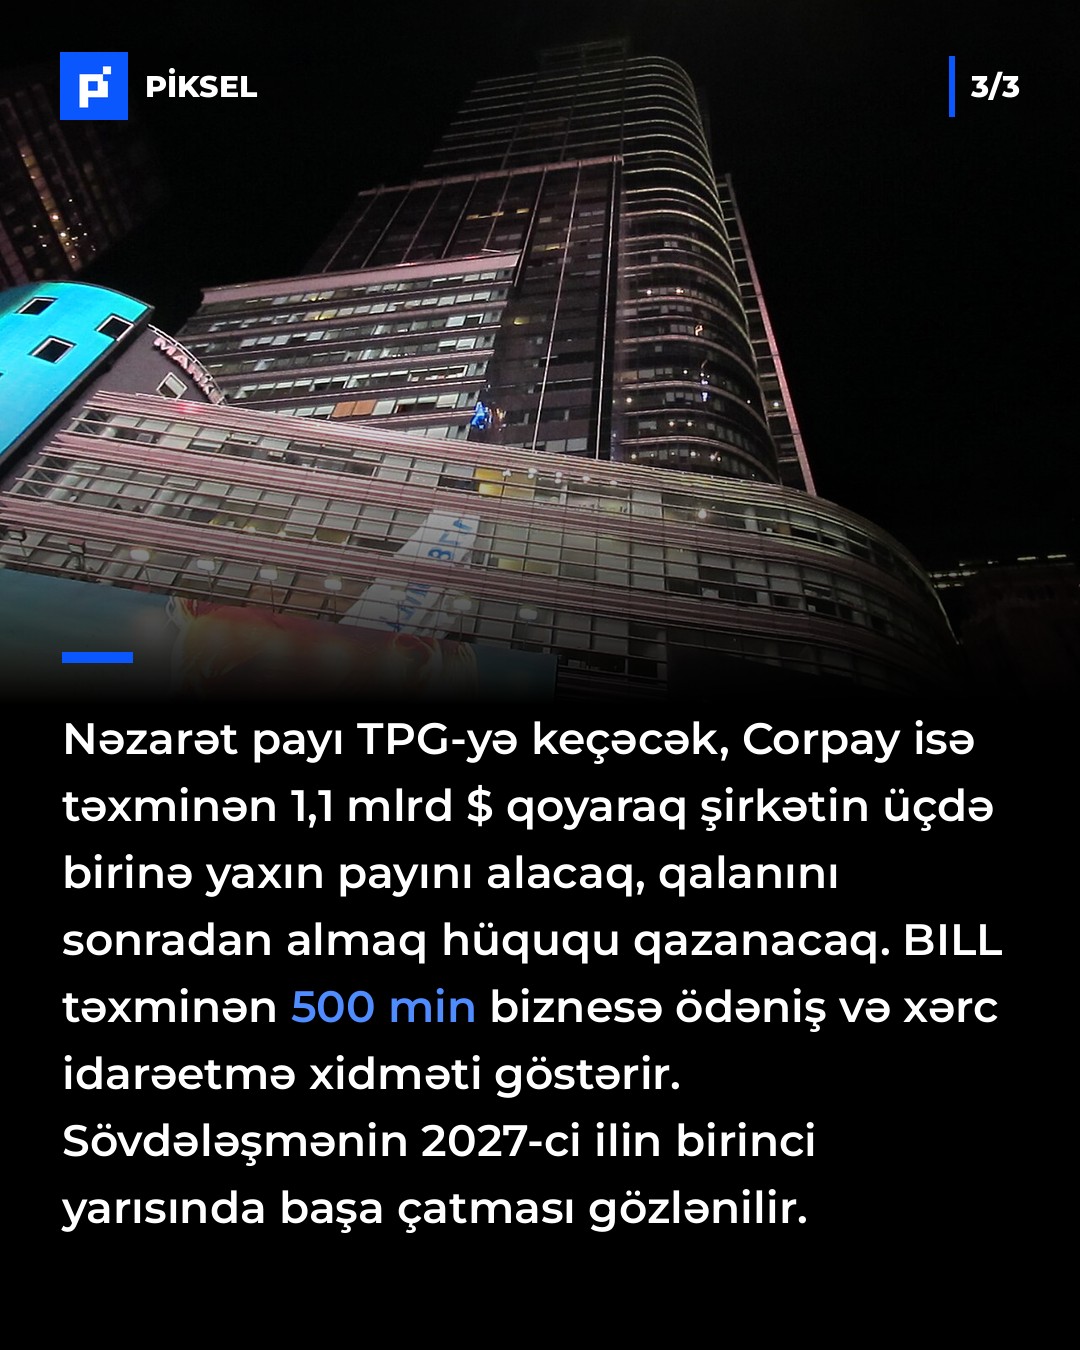 PİKSEL
3/3
Nəzarət payı TPG-yə keçəcək, Corpay isə
təxminən 1,1 mlrd $ qoyaraq şirkətin üçdə
birinə yaxın payını alacaq, qalanını
sonradan almaq hüququ qazanacaq. BILL
təxminən 500 min biznesə ödəniş və xərc
idarəetmə xidməti göstərir.
Sövdələşmənin 2027-ci ilin birinci
yarısında başa çatması gözlənilir.